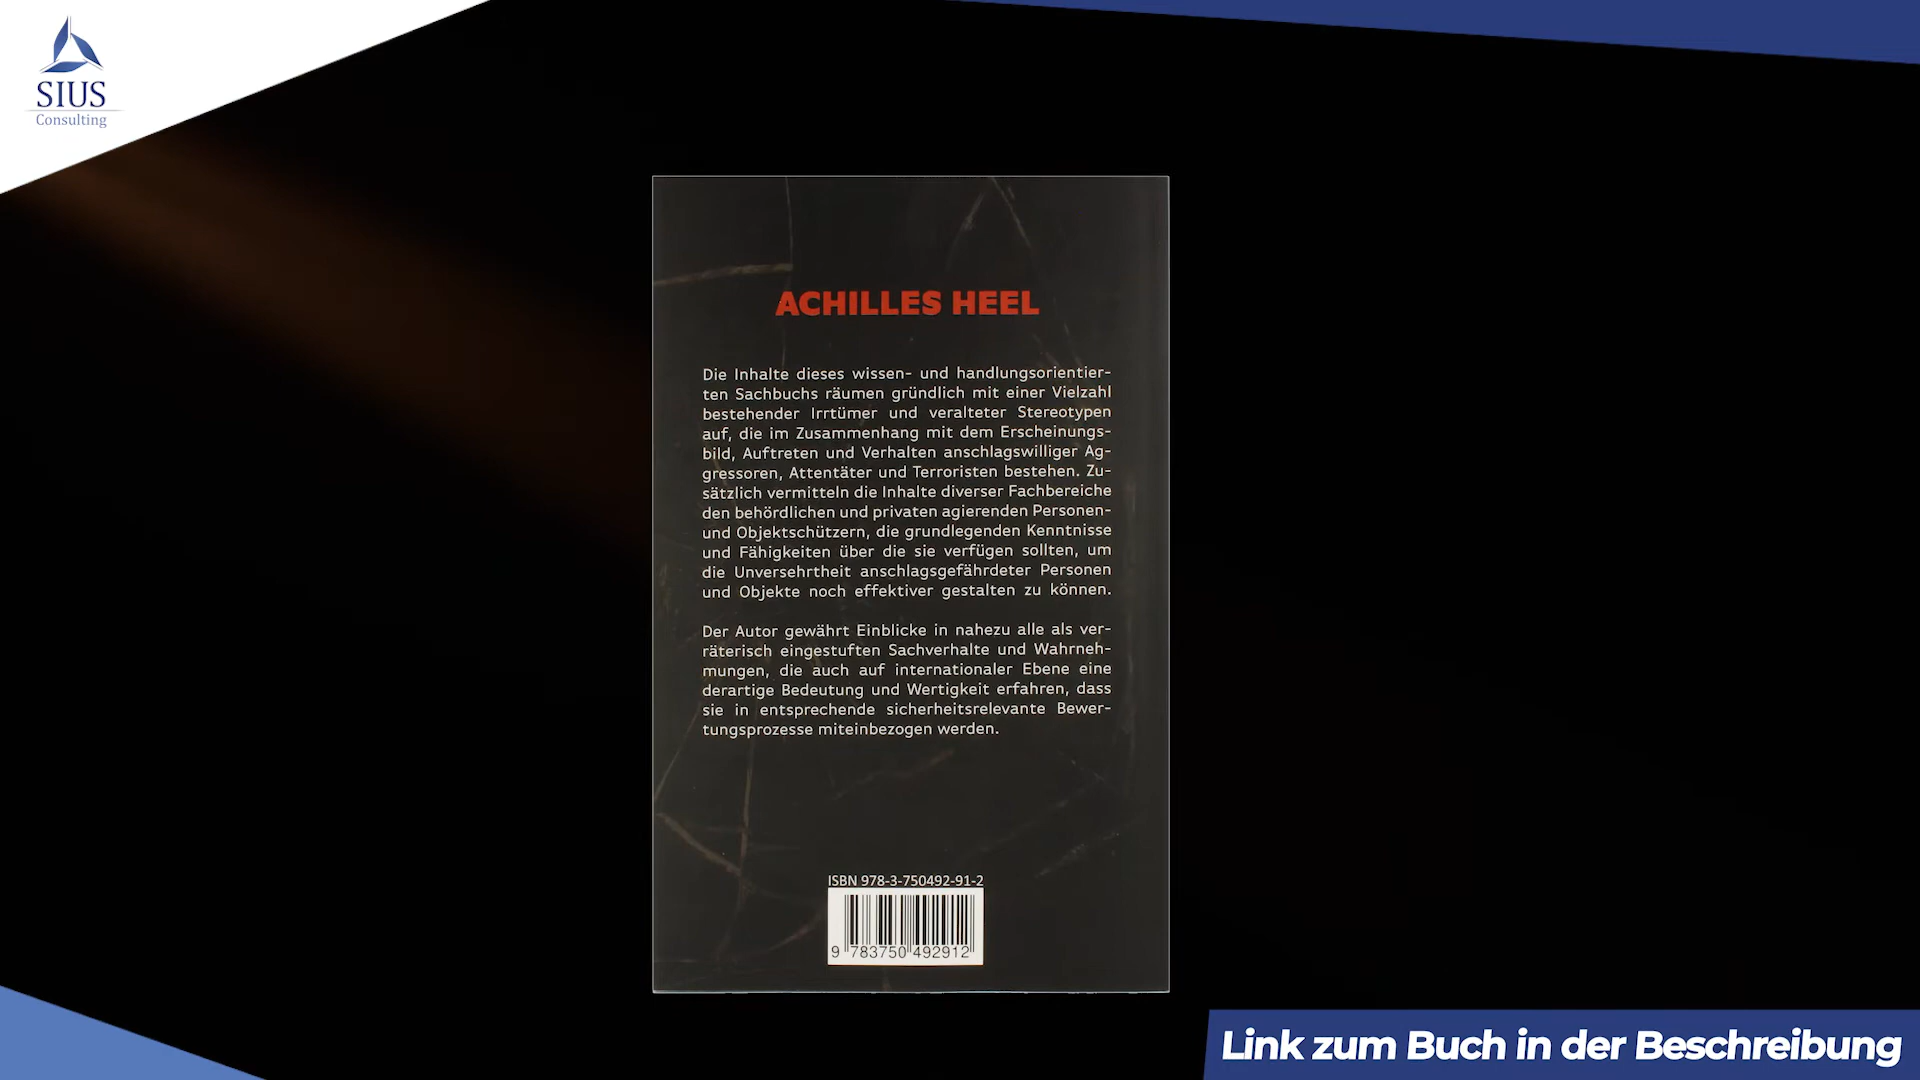 SIUS
Consulting
ACHILLES HEEL
Die Inhalte dieses wissen- und handlungsorientier-
ten Sachbuchs räumen gründlich mit einer Vielzahl
bestehender Irrtümer und veralteter Stereotypen
auf, die im Zusammenhang mit dem Erscheinungs-
bild, Auftreten und Verhalten anschlagswilliger Ag-
gressoren, Attentäter und Terroristen bestehen. Zu-
sätzlich vermitteln die Inhalte diverser Fachbereiche
den behördlichen und privaten agierenden Personen-
und Objektschützern, die grundlegenden Kenntnisse
und Fähigkeiten über die sie verfügen sollten, um
die Unversehrtheit anschlagsgefährdeter Personen
und Objekte noch effektiver gestalten zu können.
Der Autor gewährt Einblicke in nahezu alle als ver-
räterisch eingestuften Sachverhalte und Wahrneh-
mungen, die auch auf internationaler Ebene eine
derartige Bedeutung und Wertigkeit erfahren, dass
sie in entsprechende sicherheitsrelevante Bewer-
tungsprozesse miteinbezogen werden.
ISBN 978-3-750492-91-2
9 783750 492912
Link zum Buch in der Beschreibung